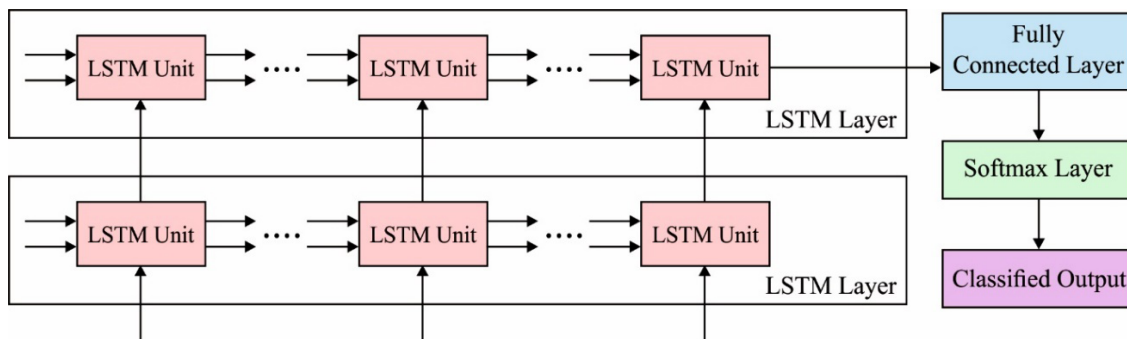 LSTM Unit
....
LSTM Unit
....
LSTM Unit
LSTM Layer
LSTM Unit
....
LSTM Unit
....
LSTM Unit
LSTM Layer
Fully
Connected Layer
Softmax Layer
Classified Output